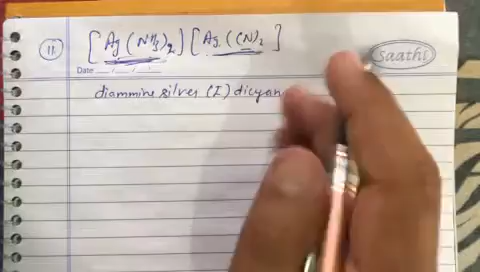 11. [Ag(NH3)2][Ag(CN)2]
Saathi
Date
diammine silver (I) dicyan